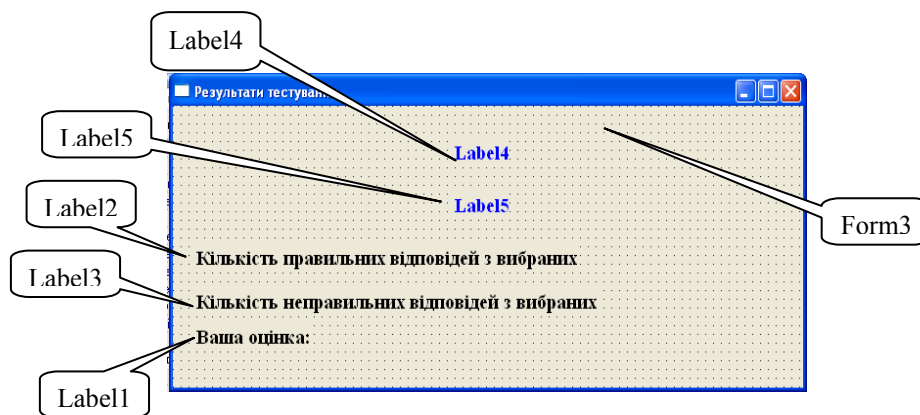 Label4
Результати тестування
Label5
Label4
Label2
Label5
Form3
Кількість правильних відповідей з вибраних
Label3
Кількість неправильних відповідей з вибраних
Ваша оцінка:
Label1